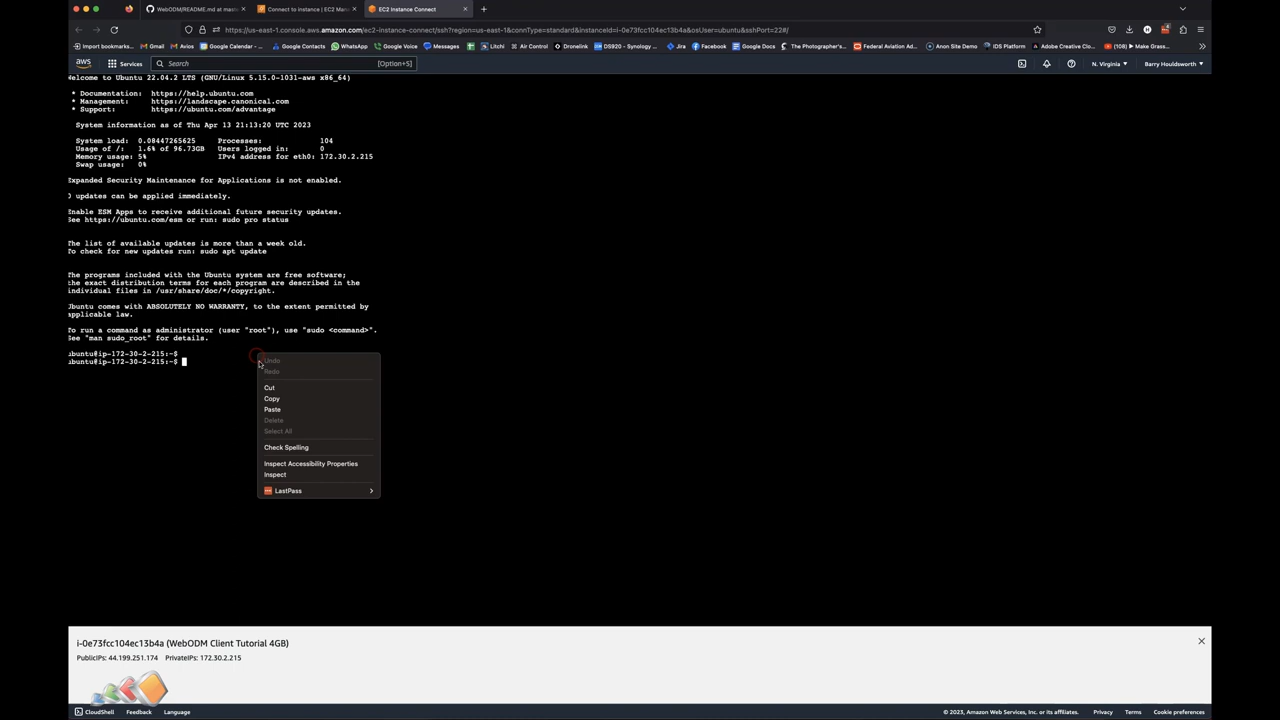 WebODM/README.md at mast
Connect to instance | EC2 Man
EC2 Instance Connect
https://us-east-1.console.aws.amazon.com/ec2-instance-connect/ssh?region=us-east-1&connType=standard&instanceId=i-0e73fcc104ec13b4a&osUser=ubuntu&sshPort=22#/
Import bookmarks... Gmail Air Google Calendar - ... Google Contacts WhatsApp Google Voice Messages Litchi Air Control Dronelink DS920 - Synology ... Jira Facebook Google Docs The Photographer's... Federal Aviation Ad... Anon Site Demo IDS Platform Adobe Creative Clo... (108) ▶ Make Grass...
aws Services Search [Option+S] N. Virginia Barry Houldsworth
elcome to Ubuntu 22.04.2 LTS (GNU/Linux 5.15.0-1031-aws x86_64)
* Documentation: https://help.ubuntu.com
* Management: https://landscape.canonical.com
* Support: https://ubuntu.com/advantage
System information as of Thu Apr 13 21:13:20 UTC 2023
System load: 0.08447265625 Processes: 104
Usage of /: 1.6% of 96.73GB Users logged in: 0
Memory usage: 5% IPv4 address for eth0: 172.30.2.215
Swap usage: 0%
Expanded Security Maintenance for Applications is not enabled.
0 updates can be applied immediately.
Enable ESM Apps to receive additional future security updates.
See https://ubuntu.com/esm or run: sudo pro status
The list of available updates is more than a week old.
To check for new updates run: sudo apt update
The programs included with the Ubuntu system are free software;
the exact distribution terms for each program are described in the
individual files in /usr/share/doc/*/copyright.
Ubuntu comes with ABSOLUTELY NO WARRANTY, to the extent permitted by
applicable law.
To run a command as administrator (user "root"), use "sudo <command>".
See "man sudo_root" for details.
ubuntu@ip-172-30-2-215:~$
ubuntu@ip-172-30-2-215:~$
Undo
Redo
Cut
Copy
Paste
Delete
Select All
Check Spelling
Inspect Accessibility Properties
Inspect
LastPass
i-0e73fcc104ec13b4a (WebODM Client Tutorial 4GB)
PublicIPs: 44.199.251.174 PrivateIPs: 172.30.2.215
CloudShell Feedback Language © 2023, Amazon Web Services, Inc. or its affiliates. Privacy Terms Cookie preferences